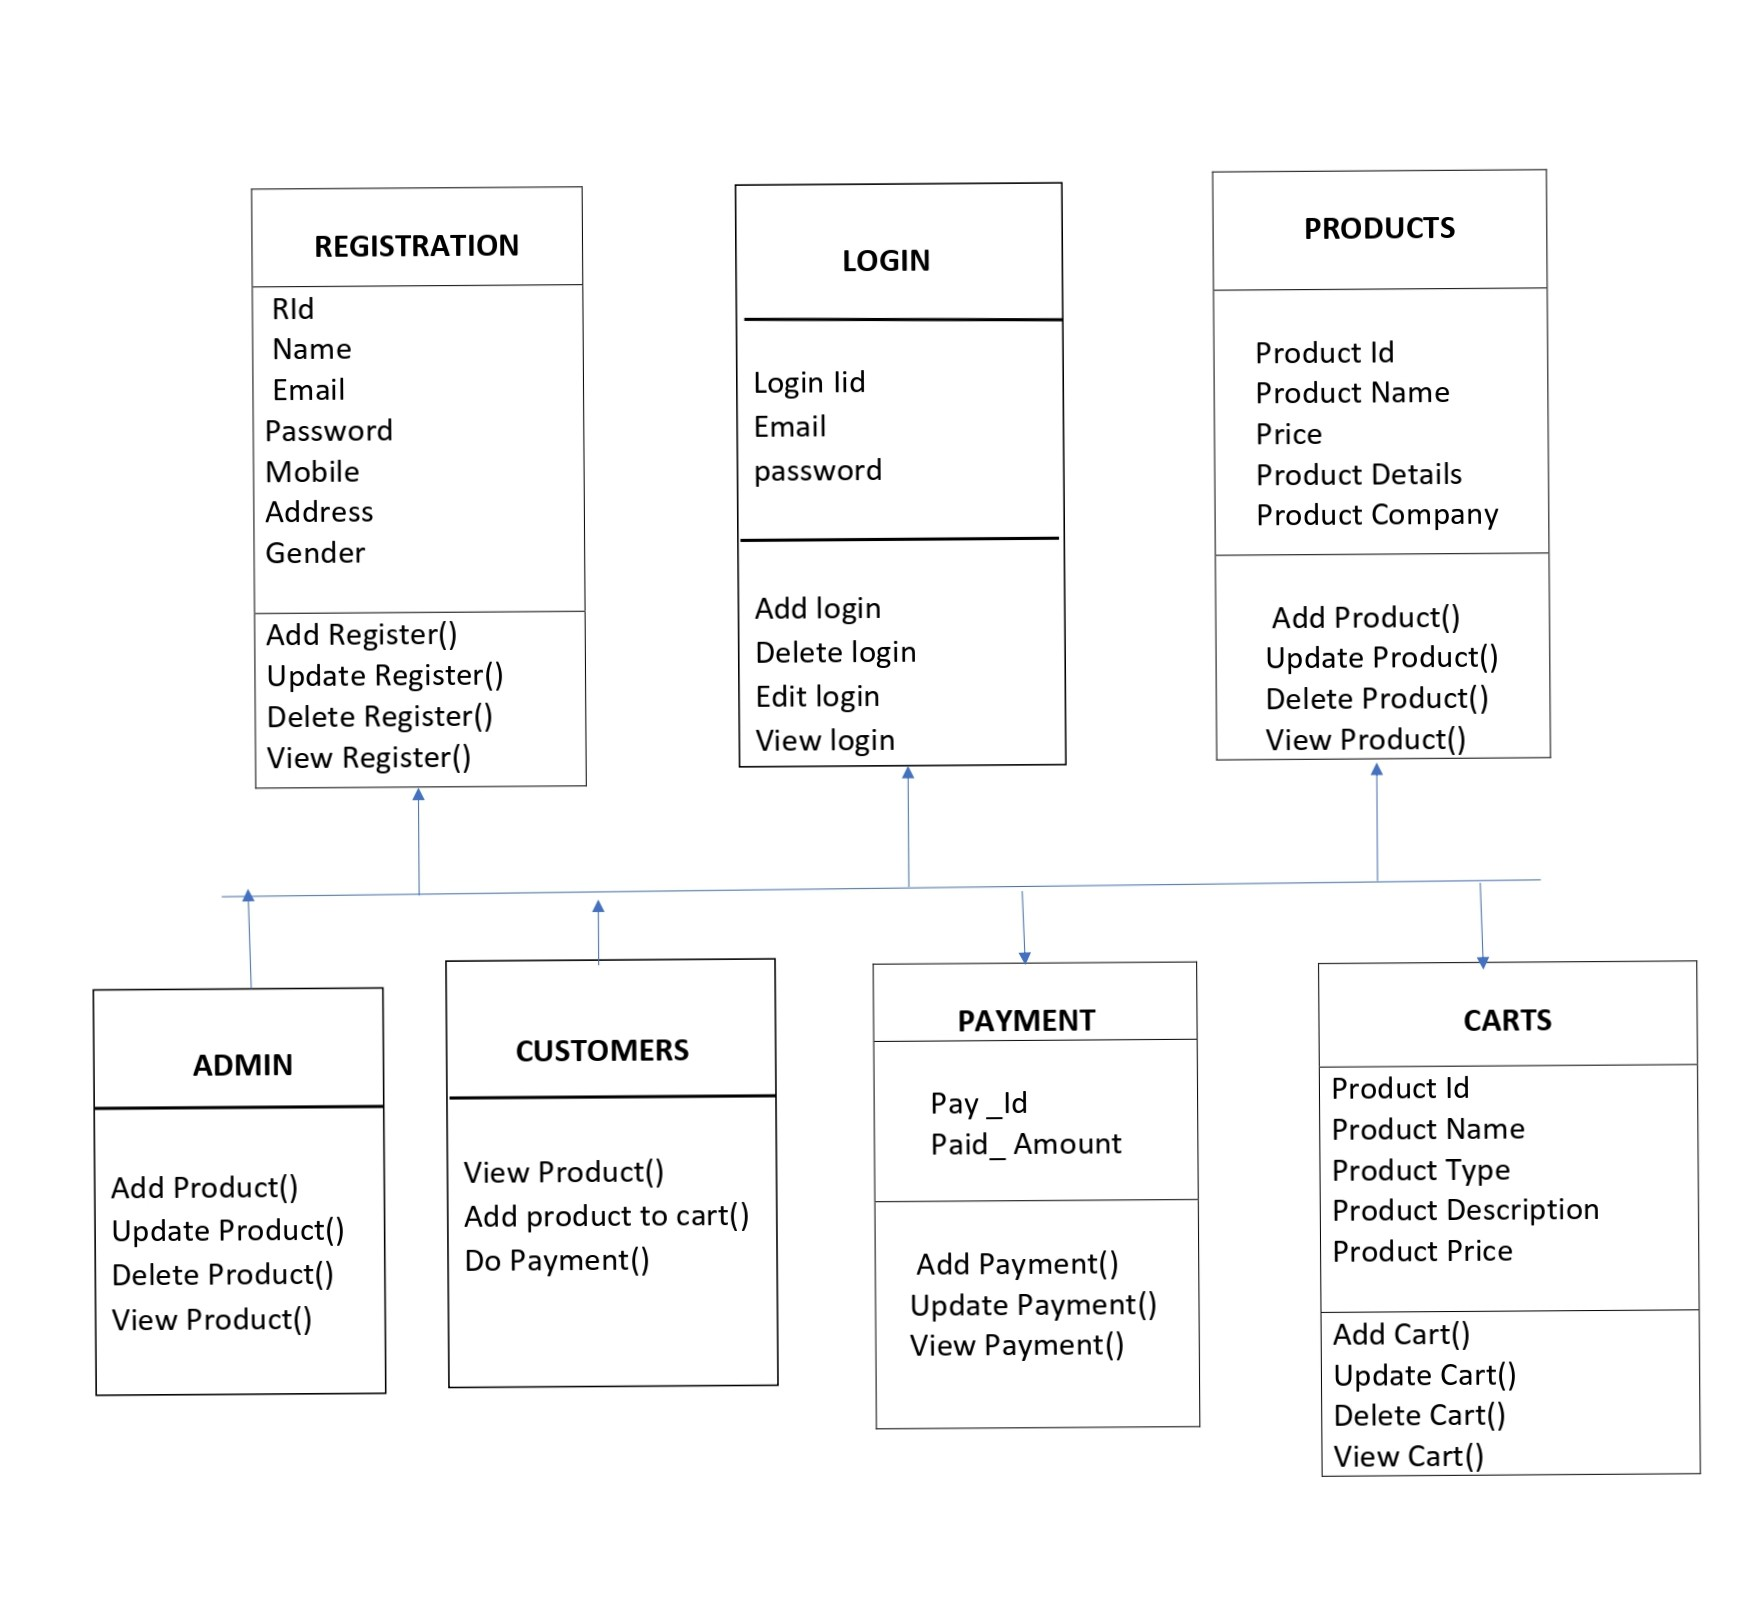 REGISTRATION
RId
Name
Email
Password
Mobile
Address
Gender
Add Register()
Update Register()
Delete Register()
View Register()
LOGIN
Login lid
Email
password
Add login
Delete login
Edit login
View login
PRODUCTS
Product Id
Product Name
Price
Product Details
Product Company
Add Product()
Update Product()
Delete Product()
View Product()
ADMIN
Add Product()
Update Product()
Delete Product()
View Product()
CUSTOMERS
View Product()
Add product to cart()
Do Payment()
PAYMENT
Pay _Id
Paid_ Amount
Add Payment()
Update Payment()
View Payment()
CARTS
Product Id
Product Name
Product Type
Product Description
Product Price
Add Cart()
Update Cart()
Delete Cart()
View Cart()